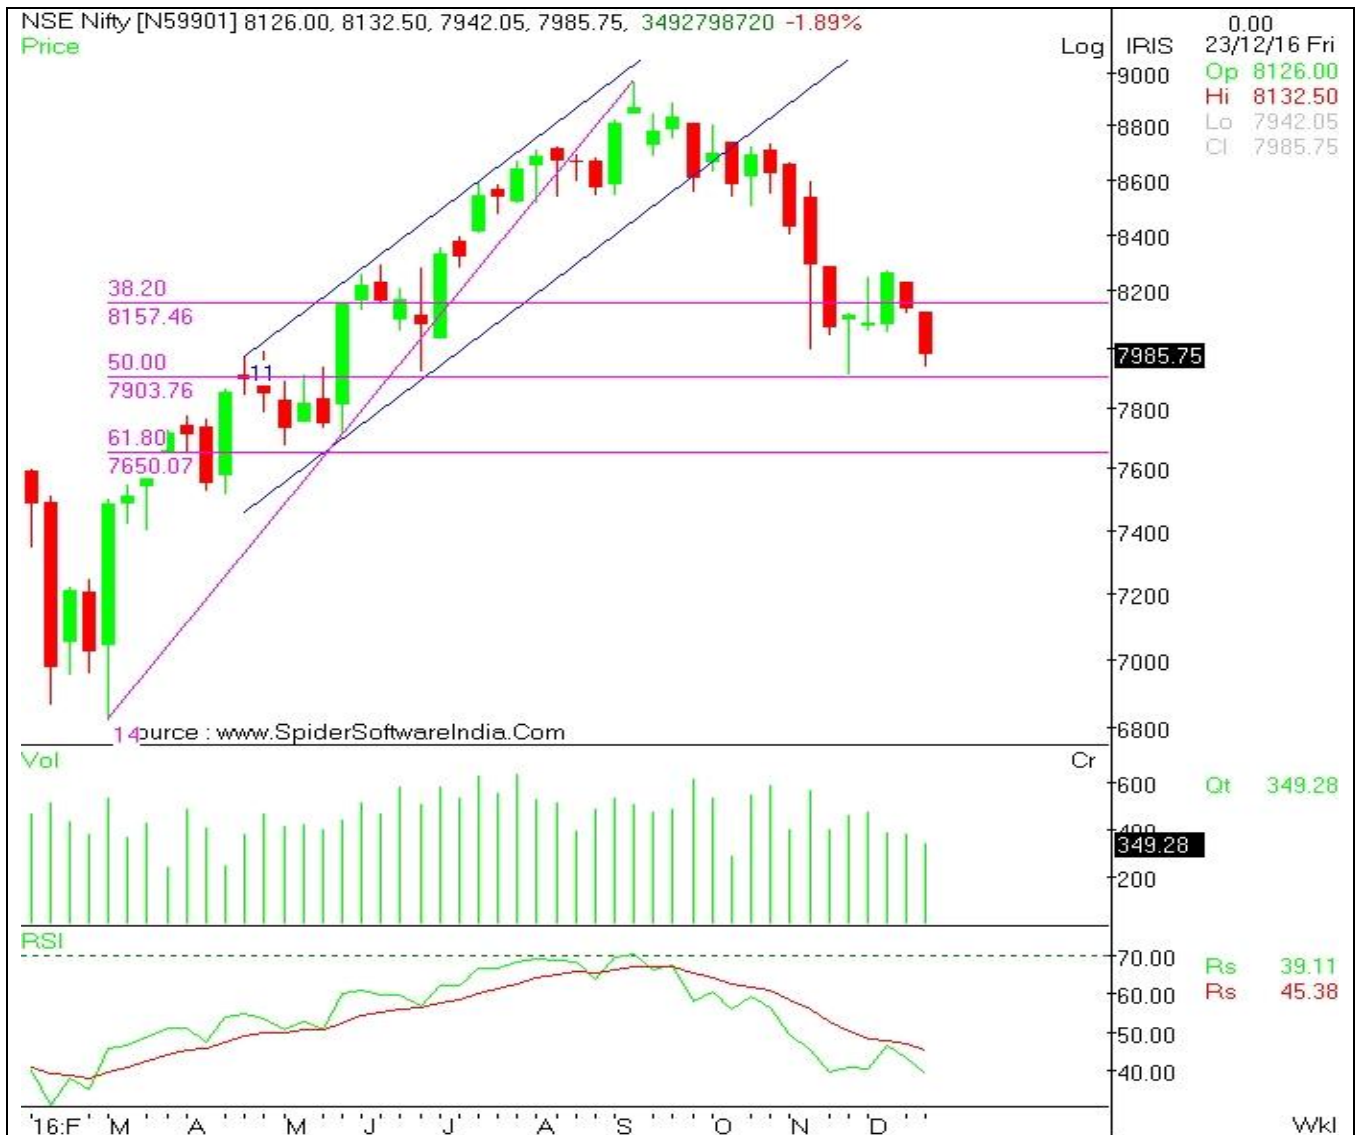 NSE Nifty [N59901] 8126.00, 8132.50, 7942.05, 7985.75, 3492798720 -1.89%
Price
Log
IRIS
0.00
23/12/16 Fri
Op 8126.00
Hi 8132.50
Lo 7942.05
Cl 7985.75
9000
8800
8600
8400
8200
7985.75
7800
7600
7400
7200
7000
6800
38.20
8157.46
50.00
7903.76
61.80
7650.07
11
14
ource : www.SpiderSoftwareIndia.Com
Vol
Cr
600
400
349.28
200
Qt 349.28
RSI
70.00
60.00
50.00
40.00
Rs 39.11
Rs 45.38
'16:F M A M J J A S O N D
Wkl